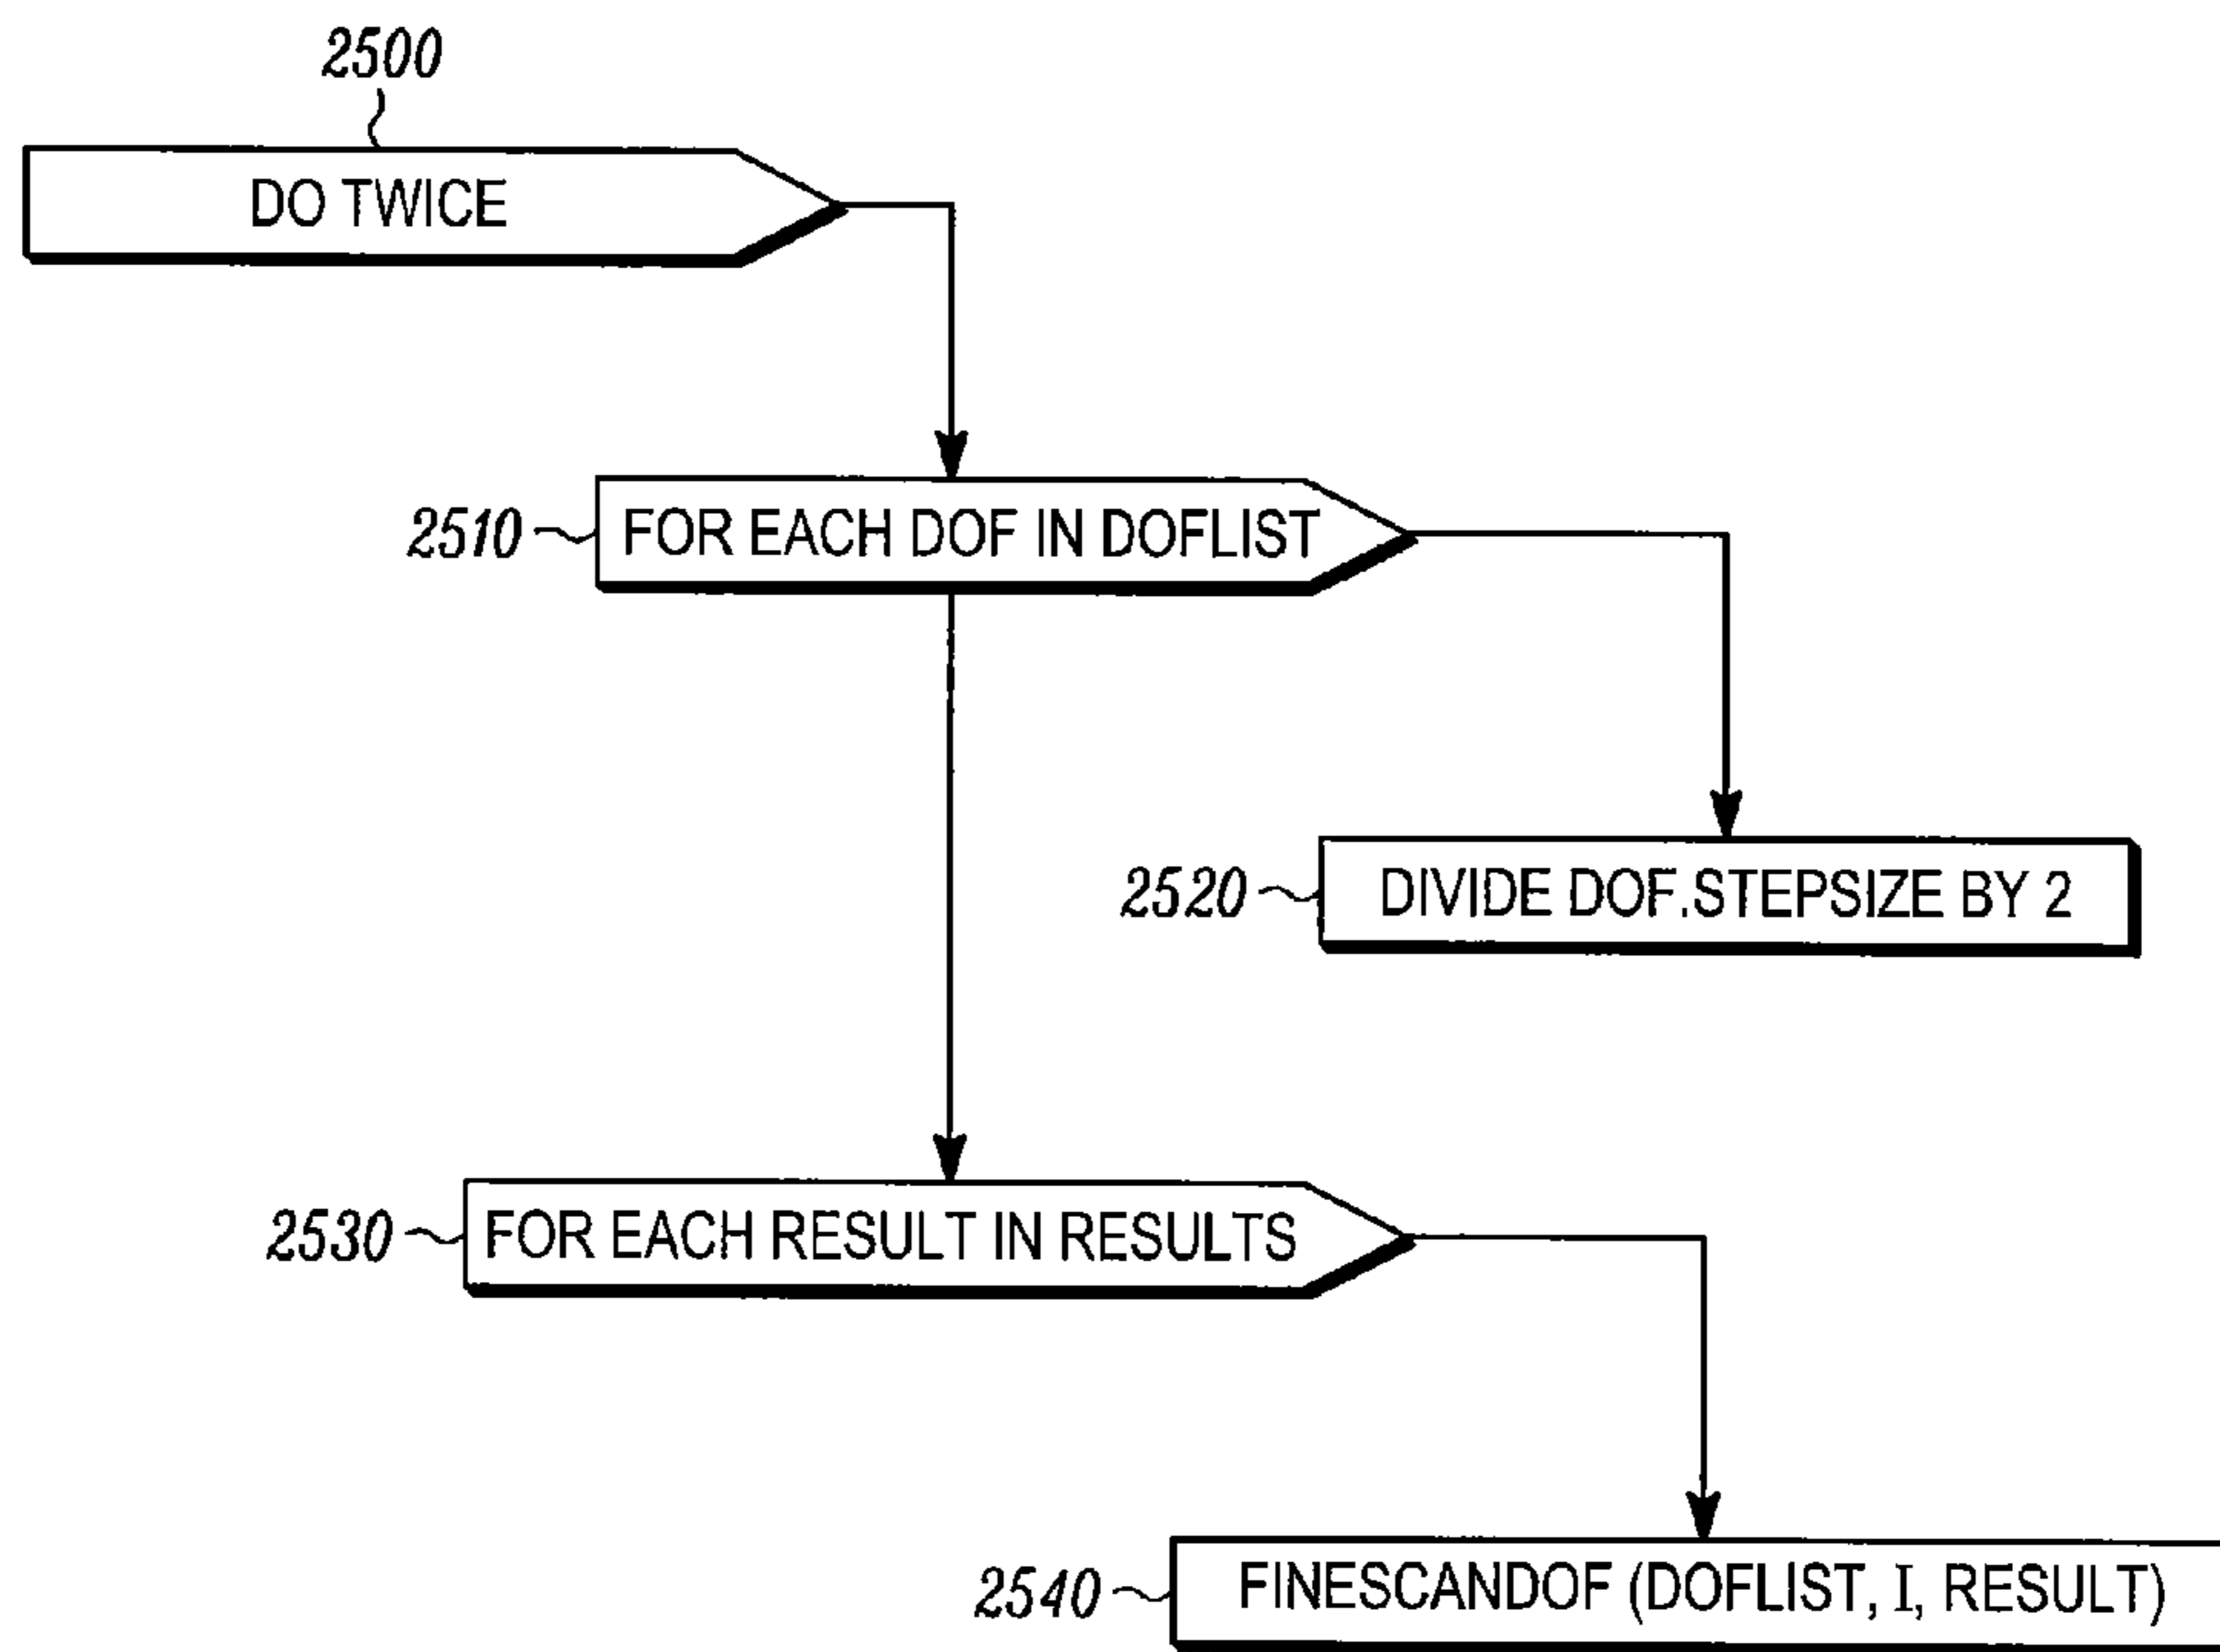 2500
DO TWICE
2510
FOR EACH DOF IN DOFLIST
2520
DIVIDE DOF.STEPSIZE BY 2
2530
FOR EACH RESULT IN RESULTS
2540
FINESCANDOF (DOFLIST, I, RESULT)